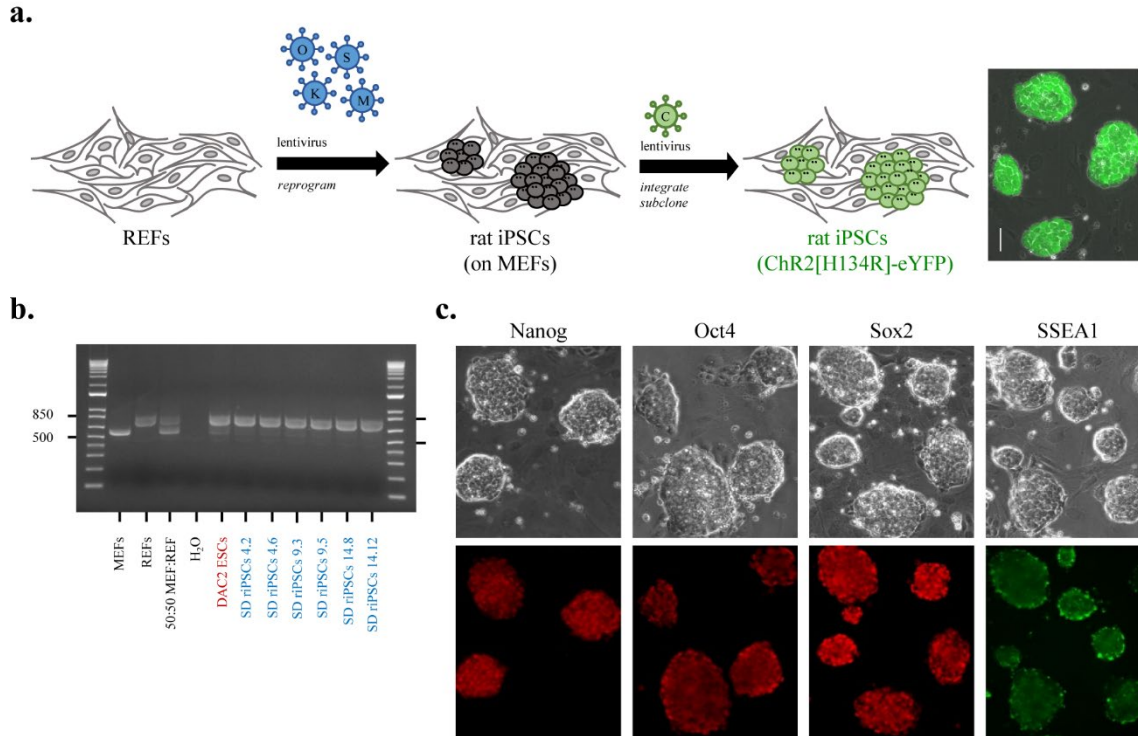 a.
O
S
K
M
lentivirus
reprogram
C
lentivirus
integrate
subclone
REFs
rat iPSCs
(on MEFs)
rat iPSCs
(ChR2[H134R]-eYFP)
b.
850
500
MEFs
REFs
50:50 MEF:REF
H₂O
DAC2 ESCs
SD riPSCs 4.2
SD riPSCs 4.6
SD riPSCs 9.3
SD riPSCs 9.5
SD riPSCs 14.8
SD riPSCs 14.12
c.
Nanog
Oct4
Sox2
SSEA1